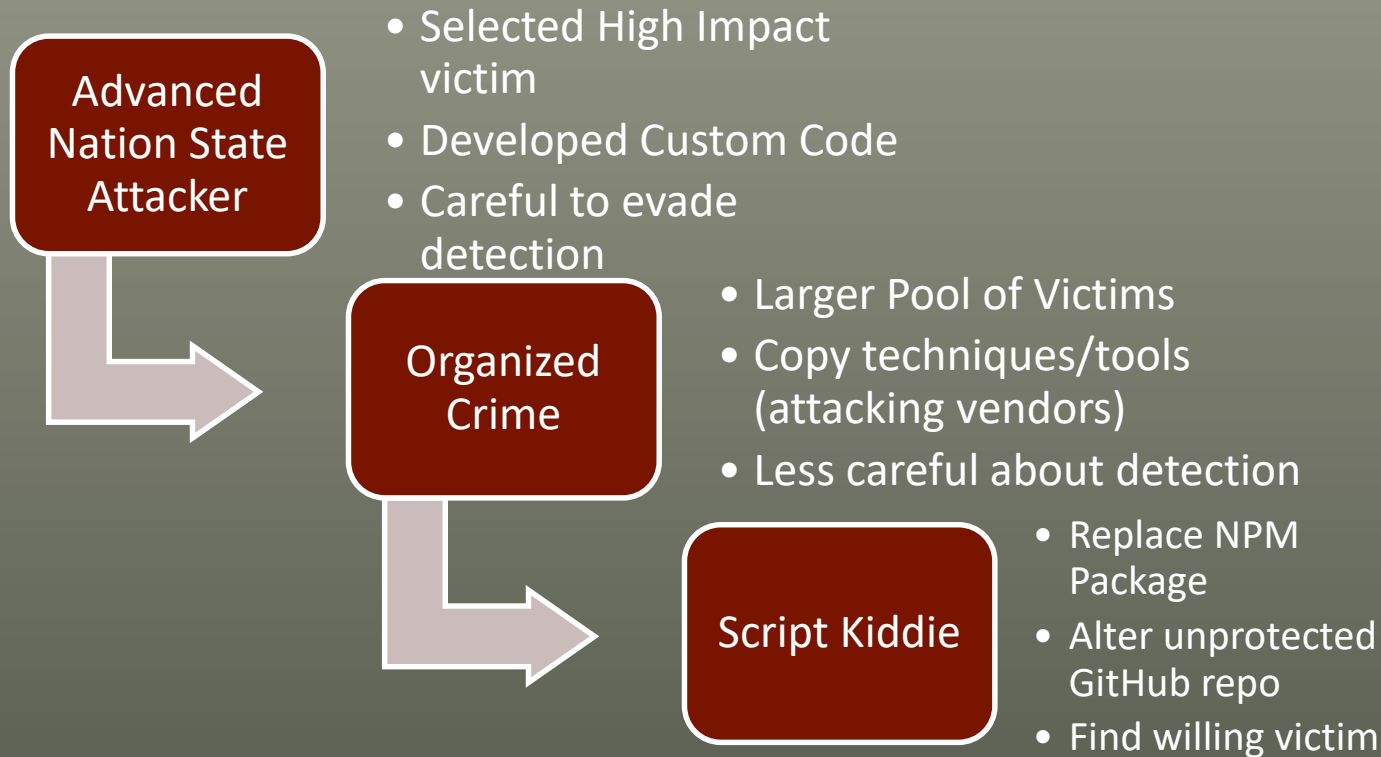 Advanced
Nation State
Attacker
• Selected High Impact
victim
• Developed Custom Code
• Careful to evade
detection
Organized
Crime
• Larger Pool of Victims
• Copy techniques/tools
(attacking vendors)
• Less careful about detection
Script Kiddie
• Replace NPM
Package
• Alter unprotected
GitHub repo
• Find willing victim